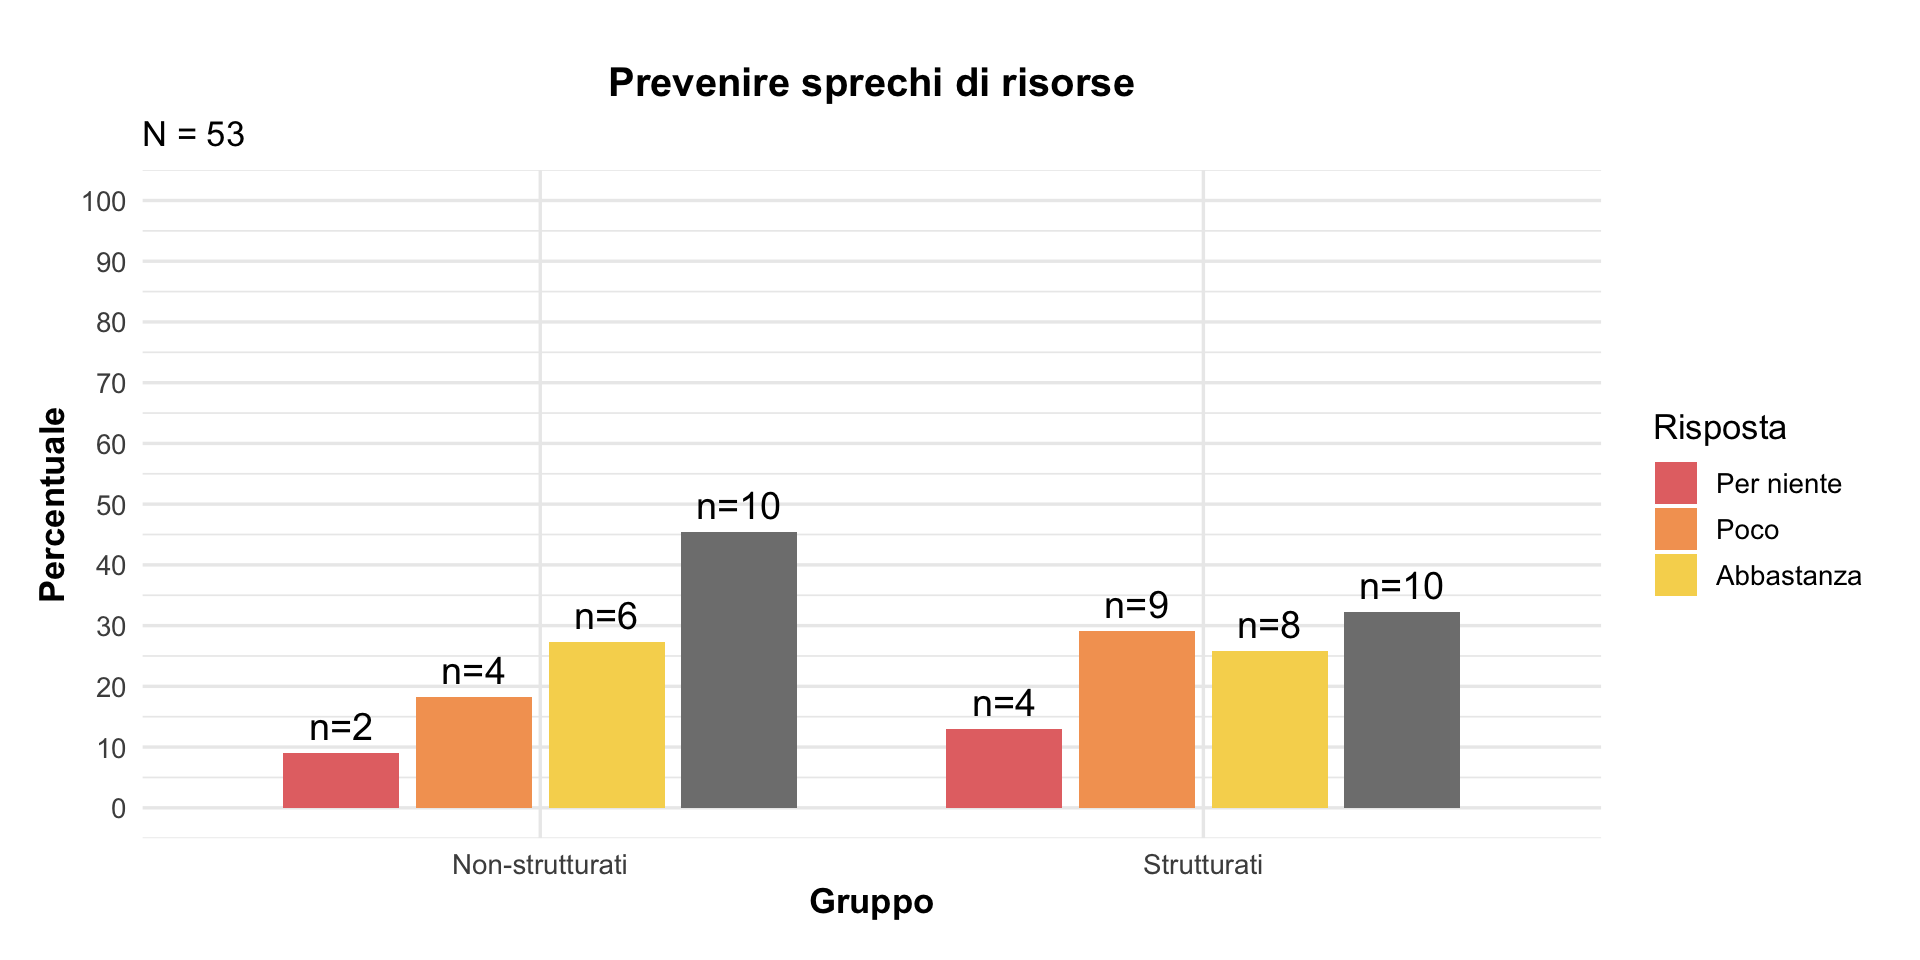 Prevenire sprechi di risorse
N = 53
100
90
80
70
60
50
40
30
20
10
0
Percentuale
n=2
n=4
n=6
n=10
n=4
n=9
n=8
n=10
Non-strutturati
Strutturati
Gruppo
Risposta
Per niente
Poco
Abbastanza